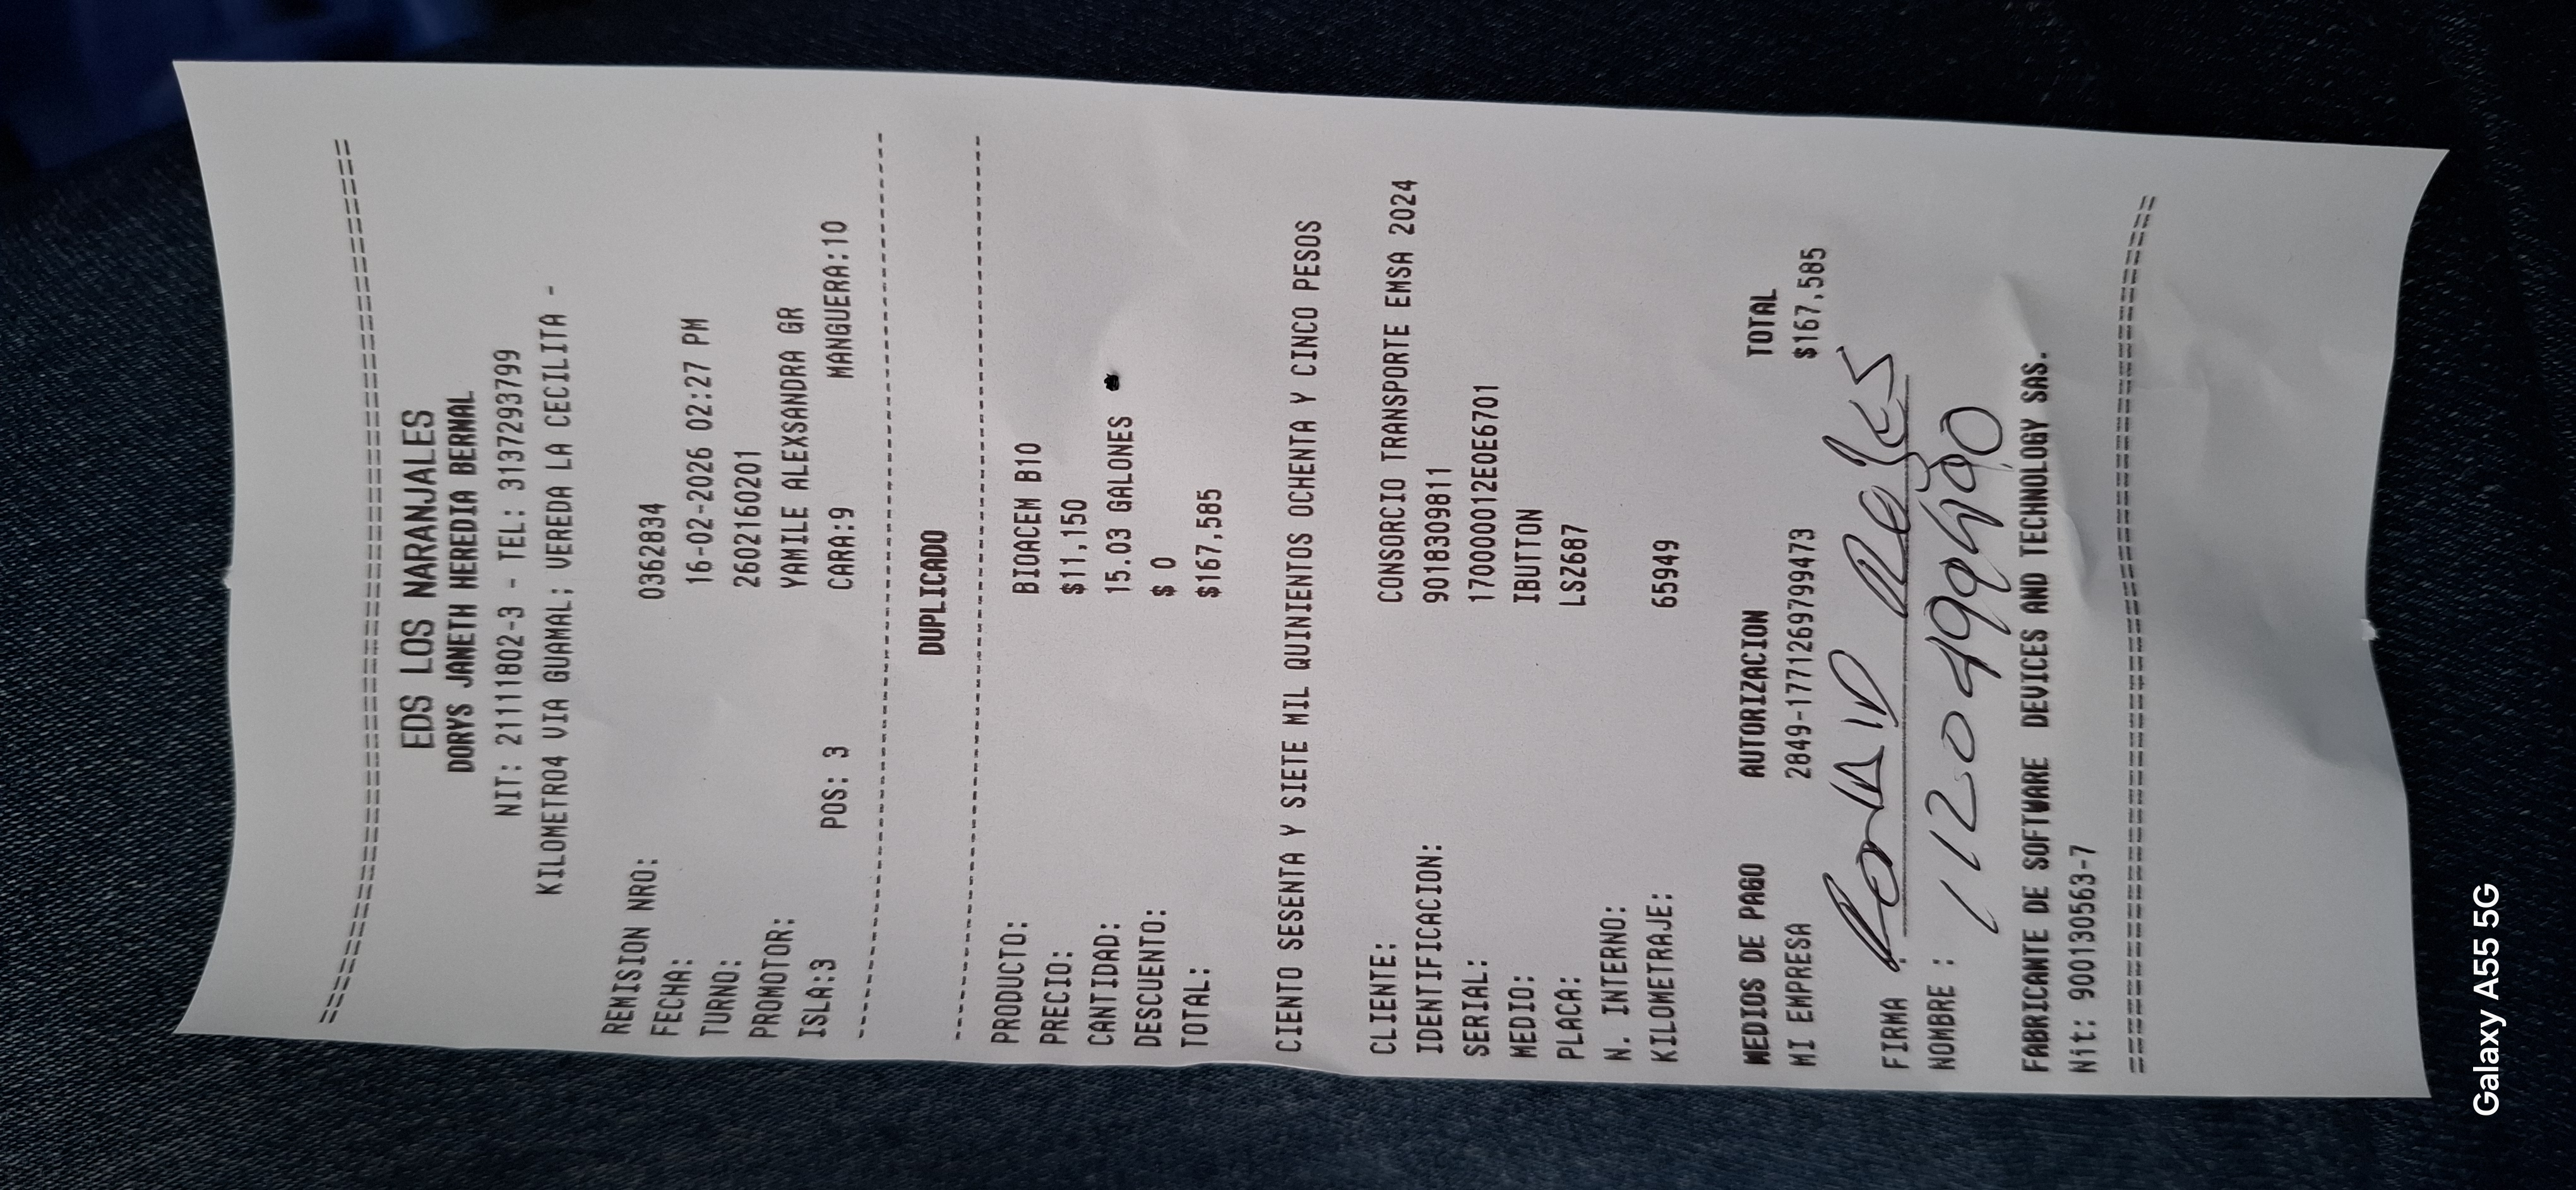 ================================================
EDS LOS NARANJALES
DORYS JANETH HEREDIA BERNAL
NIT: 21111802-3 - TEL: 3137293799
KILOMETRO4 VIA GUAMAL; VEREDA LA CECILITA -
REMISION NRO: 0362834
FECHA: 16-02-2026 02:27 PM
TURNO: 2602160201
PROMOTOR: YAMILE ALEXSANDRA GR
ISLA:3 POS: 3 CARA:9 MANGUERA:10
------------------------------------------------
DUPLICADO
------------------------------------------------
PRODUCTO: BIOACEM B10
PRECIO: $11,150
CANTIDAD: 15.03 GALONES
DESCUENTO: $ 0
TOTAL: $167,585
CIENTO SESENTA Y SIETE MIL QUINIENTOS OCHENTA Y CINCO PESOS
CLIENTE: CONSORCIO TRANSPORTE EMSA 2024
IDENTIFICACION: 9018309811
SERIAL: 170000012E0E6701
MEDIO: IBUTTON
PLACA: LSZ687
N. INTERNO:
KILOMETRAJE: 65949
MEDIOS DE PAGO AUTORIZACION TOTAL
MI EMPRESA 2849-1771269799473 $167,585
FIRMA :
NOMBRE :
FABRICANTE DE SOFTWARE DEVICES AND TECHNOLOGY SAS.
Nit: 900130563-7
================================================
Galaxy A55 5G